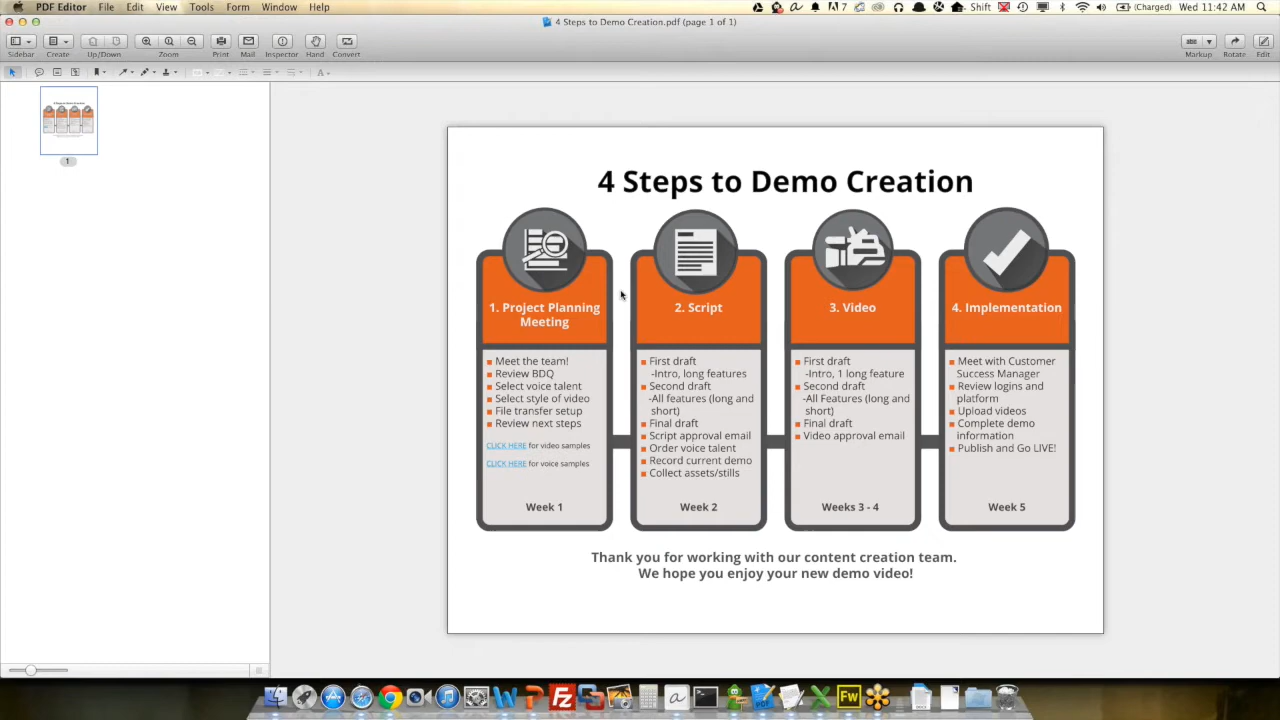 PDF Editor File Edit View Tools Form Window Help
7 Shift (Charged) Wed 11:42 AM
4 Steps to Demo Creation.pdf (page 1 of 1)
Sidebar Create Up/Down Zoom Print Mail Inspector Hand Convert Markup Rotate Edit
abc
A
1
4 Steps to Demo Creation
1. Project Planning
Meeting
Meet the team!
Review BDQ
Select voice talent
Select style of video
File transfer setup
Review next steps
CLICK HERE for video samples
CLICK HERE for voice samples
Week 1
2. Script
First draft
-Intro, long features
Second draft
-All features (long and
short)
Final draft
Script approval email
Order voice talent
Record current demo
Collect assets/stills
Week 2
3. Video
First draft
-Intro, 1 long feature
Second draft
-All Features (long and
short)
Final draft
Video approval email
Weeks 3 - 4
4. Implementation
Meet with Customer
Success Manager
Review logins and
platform
Upload videos
Complete demo
information
Publish and Go LIVE!
Week 5
Thank you for working with our content creation team.
We hope you enjoy your new demo video!
W P Fz PDF X Fw